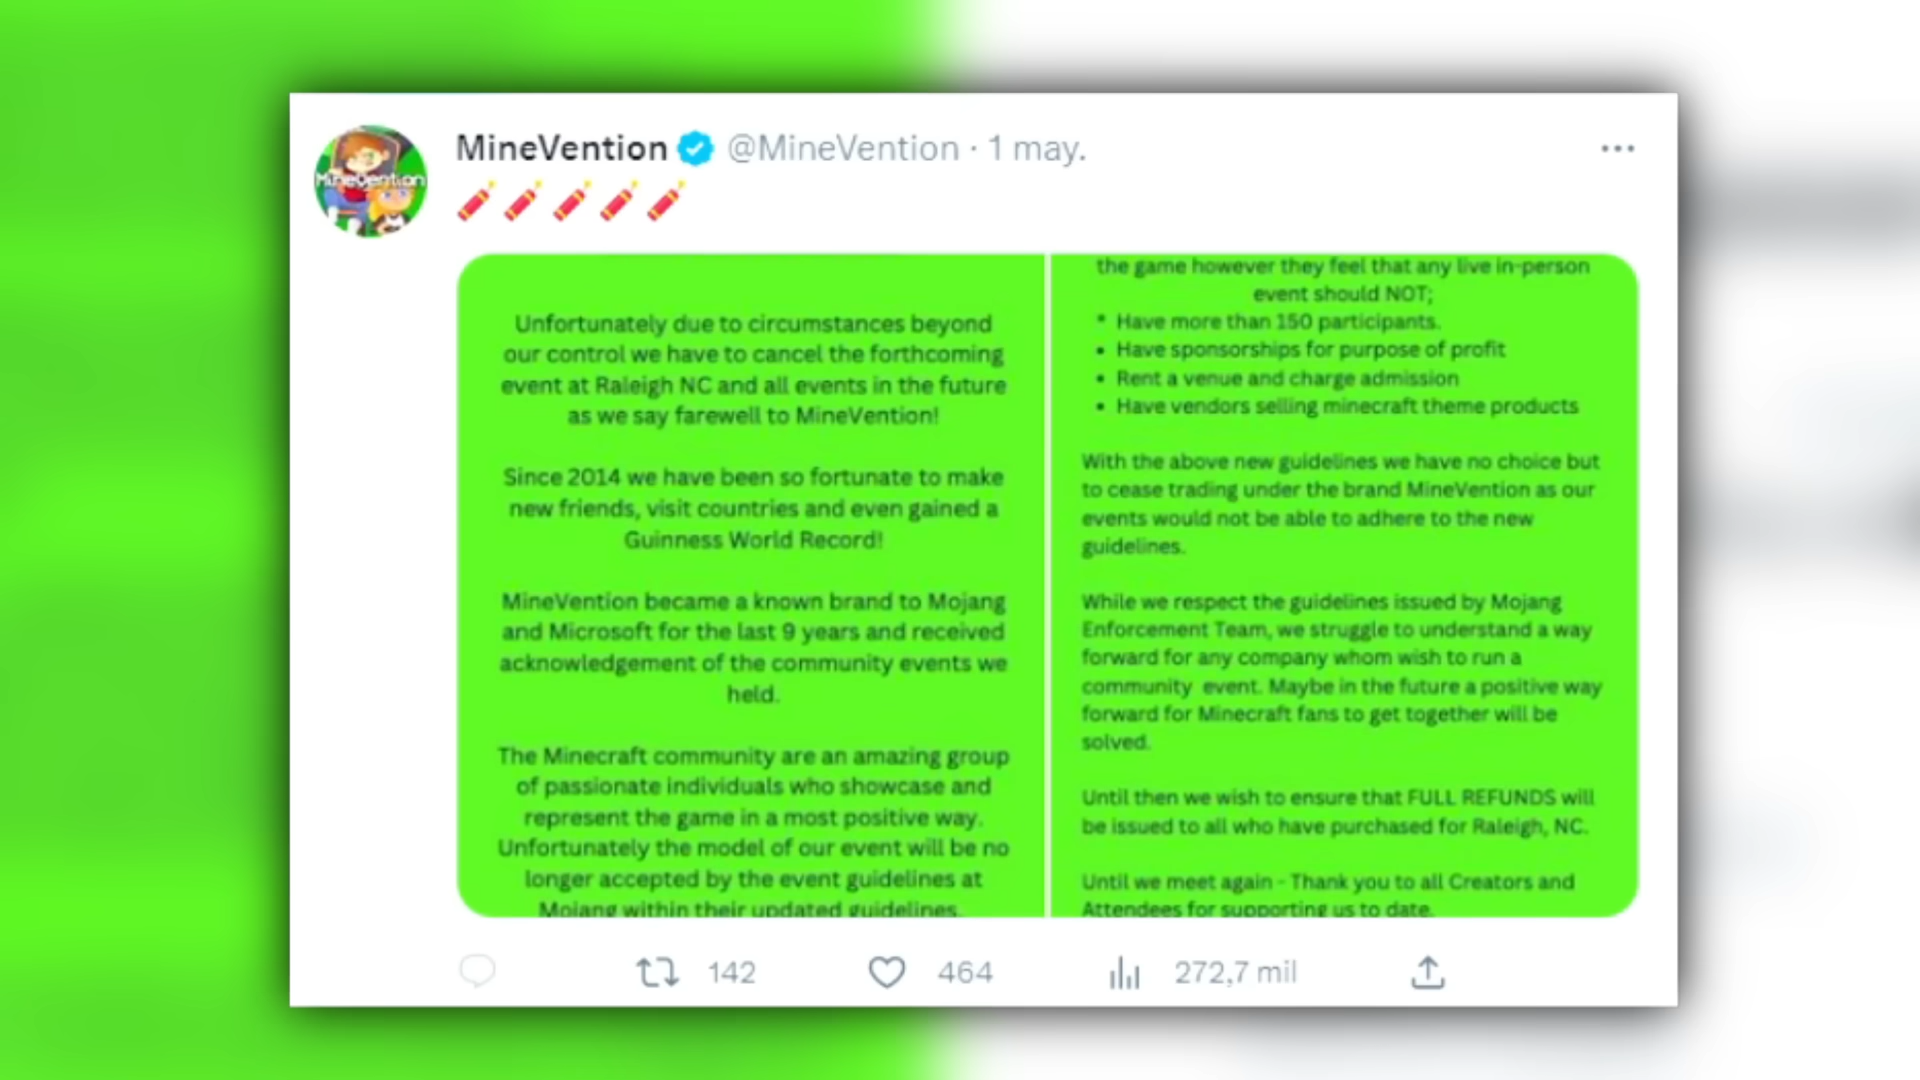 MineVention @MineVention · 1 may.
🧨🧨🧨🧨🧨
MineVention
Unfortunately due to circumstances beyond
our control we have to cancel the forthcoming
event at Raleigh NC and all events in the future
as we say farewell to MineVention!
Since 2014 we have been so fortunate to make
new friends, visit countries and even gained a
Guinness World Record!
MineVention became a known brand to Mojang
and Microsoft for the last 9 years and received
acknowledgement of the community events we
held.
The Minecraft community are an amazing group
of passionate individuals who showcase and
represent the game in a most positive way.
Unfortunately the model of our event will be no
longer accepted by the event guidelines at
Mojang within their updated guidelines.
the game however they feel that any live in-person
event should NOT;
* Have more than 150 participants.
• Have sponsorships for purpose of profit
• Rent a venue and charge admission
• Have vendors selling minecraft theme products
With the above new guidelines we have no choice but
to cease trading under the brand MineVention as our
events would not be able to adhere to the new
guidelines.
While we respect the guidelines issued by Mojang
Enforcement Team, we struggle to understand a way
forward for any company whom wish to run a
community event. Maybe in the future a positive way
forward for Minecraft fans to get together will be
solved.
Until then we wish to ensure that FULL REFUNDS will
be issued to all who have purchased for Raleigh, NC.
Until we meet again - Thank you to all Creators and
Attendees for supporting us to date.
142 464 272,7 mil